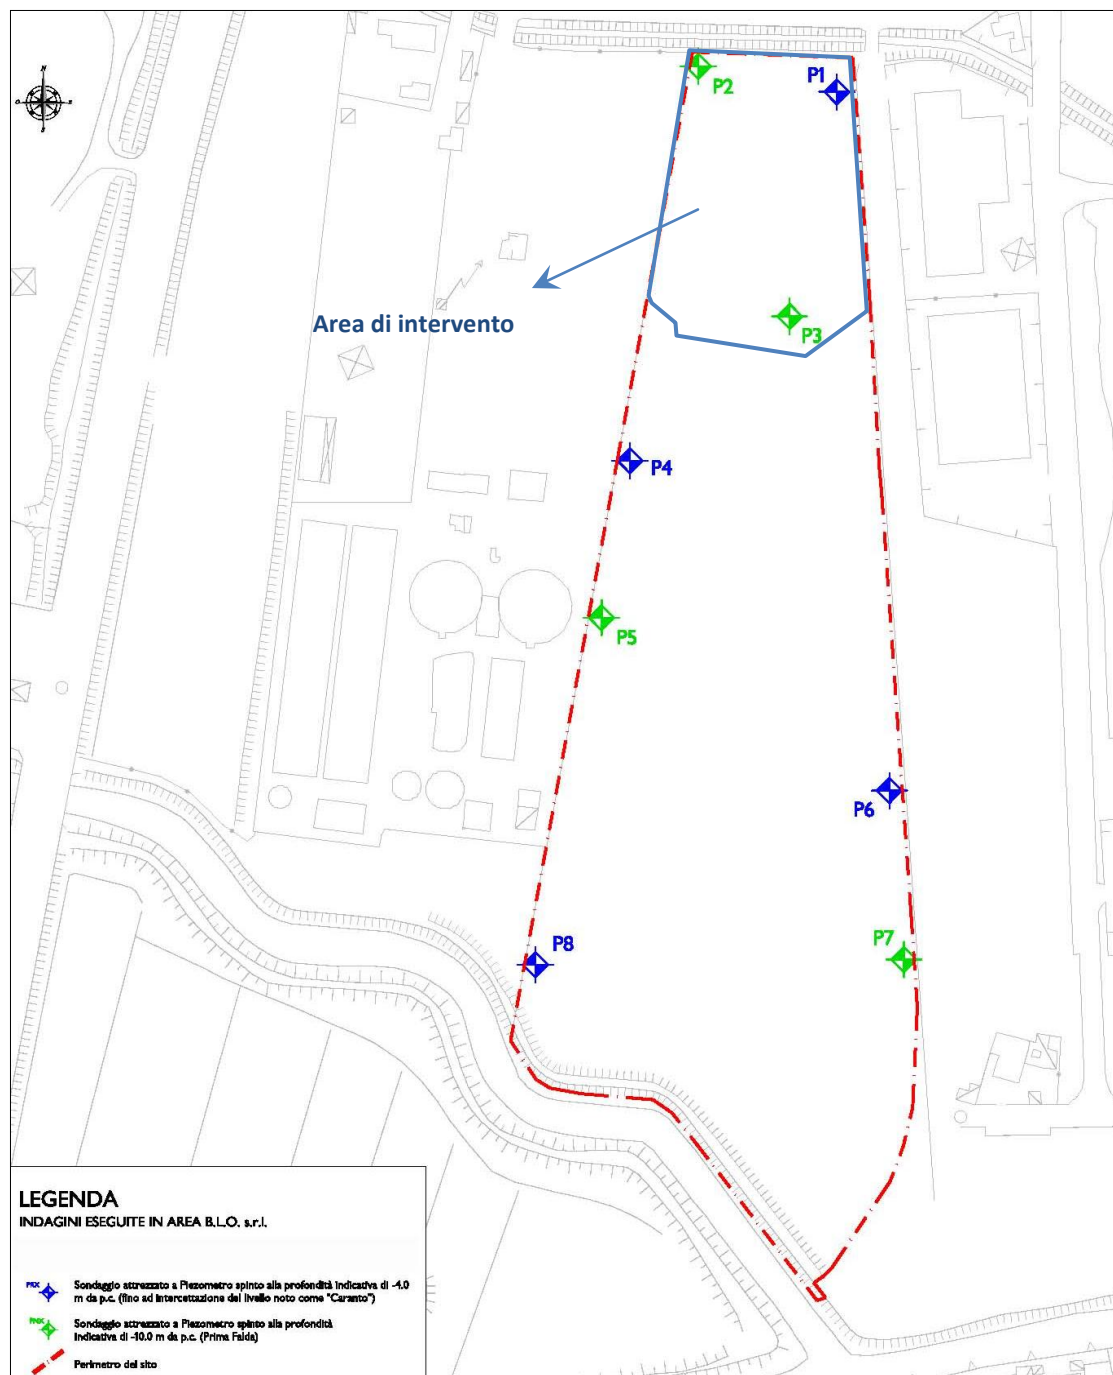 N
O
E
S
P2
P1
Area di intervento
P3
P4
P5
P6
P7
P8
LEGENDA
INDAGINI ESEGUITE IN AREA B.L.O. s.r.l.
Sondaggio attrezzato a Piezometro spinto alla profondità indicativa di -4.0
m da p.c. (fino ad intercettazione del livello noto come "Caranto")
PNX
Sondaggio attrezzato a Piezometro spinto alla profondità
indicativa di -10.0 m da p.c. (Prima Falda)
Perimetro del sito